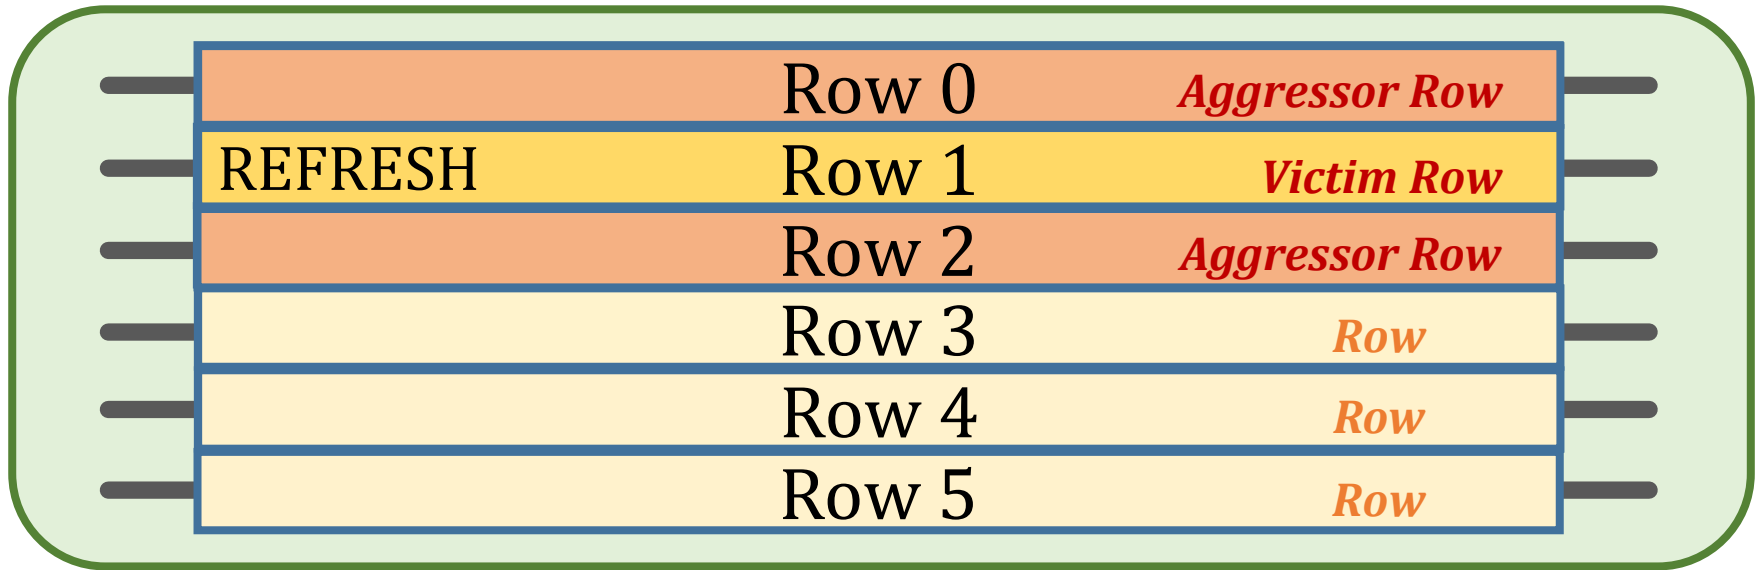 Row 0 Aggressor Row
REFRESH Row 1 Victim Row
Row 2 Aggressor Row
Row 3 Row
Row 4 Row
Row 5 Row